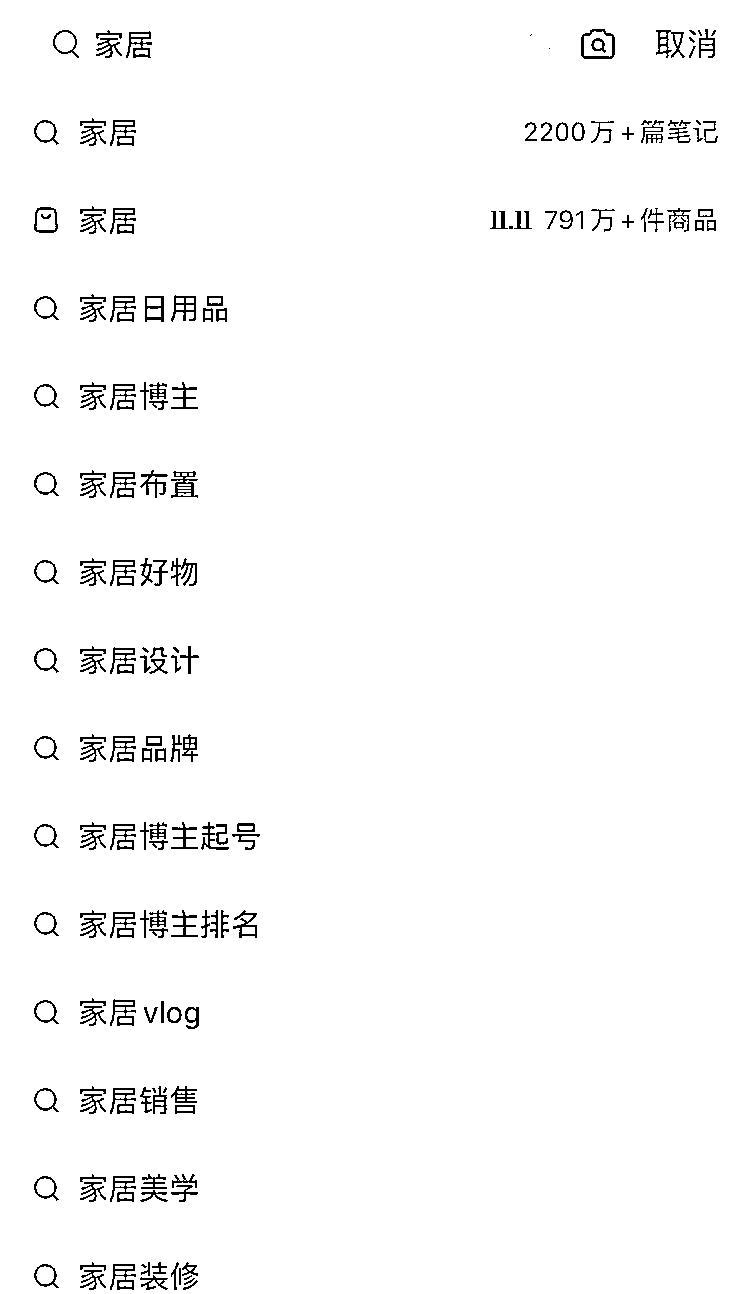 家居 取消
家居 2200万+篇笔记
家居 11.11 791万+件商品
家居日用品
家居博主
家居布置
家居好物
家居设计
家居品牌
家居博主起号
家居博主排名
家居vlog
家居销售
家居美学
家居装修